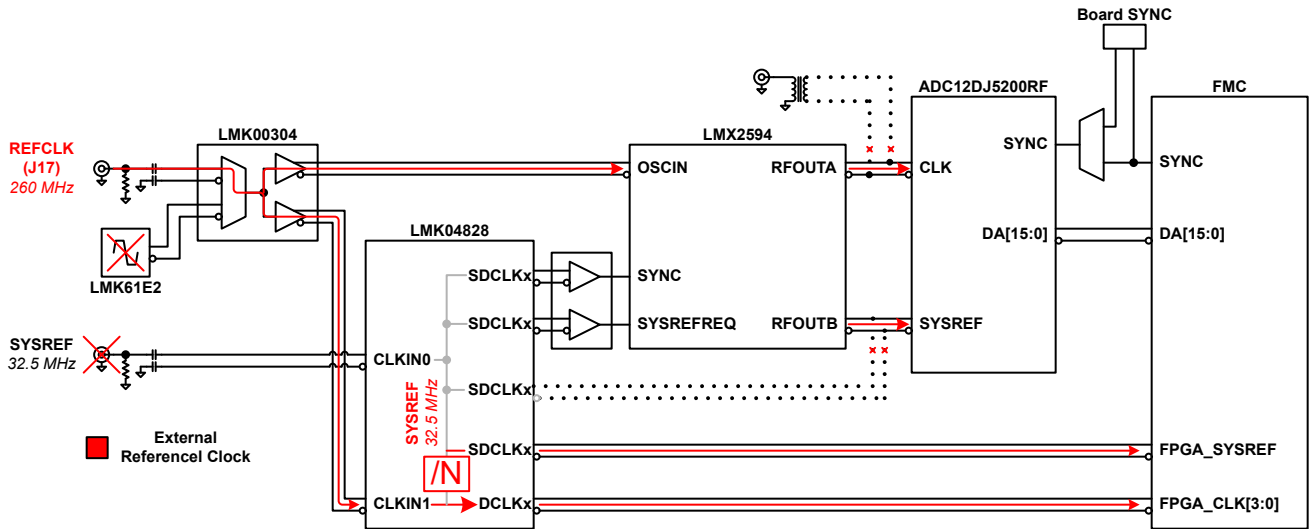 Board SYNC
ADC12DJ5200RF
FMC
LMK00304
LMX2594
REFCLK
(J17)
260 MHz
OSCIN
RFOUTA
CLK
SYNC
SYNC
LMK61E2
LMK04828
DA[15:0]
DA[15:0]
SDCLKx
SYNC
SDCLKx
SYSREFREQ
RFOUTB
SYSREF
SYSREF
32.5 MHz
CLKIN0
SDCLKx
SYSREF
32.5 MHz
External
Referencel Clock
SDCLKx
FPGA_SYSREF
/N
CLKIN1
DCLKx
FPGA_CLK[3:0]